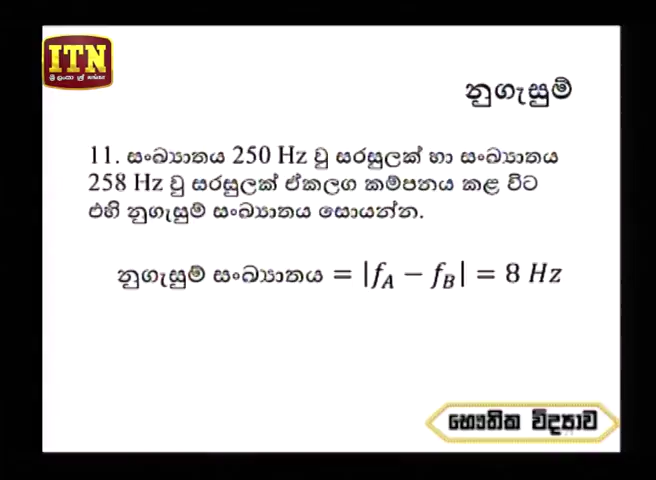 ITN
නුගැසුම්
11. සංඛ්‍යාතය 250 Hz වූ සරසුලක් හා සංඛ්‍යාතය
258 Hz වූ සරසුලක් ඒකලග කම්පනය කළ විට
එහි නුගැසුම් සංඛ්‍යාතය සොයන්න.
නුගැසුම් සංඛ්‍යාතය = |f_A − f_B| = 8 Hz
භෞතික විද්‍යාව